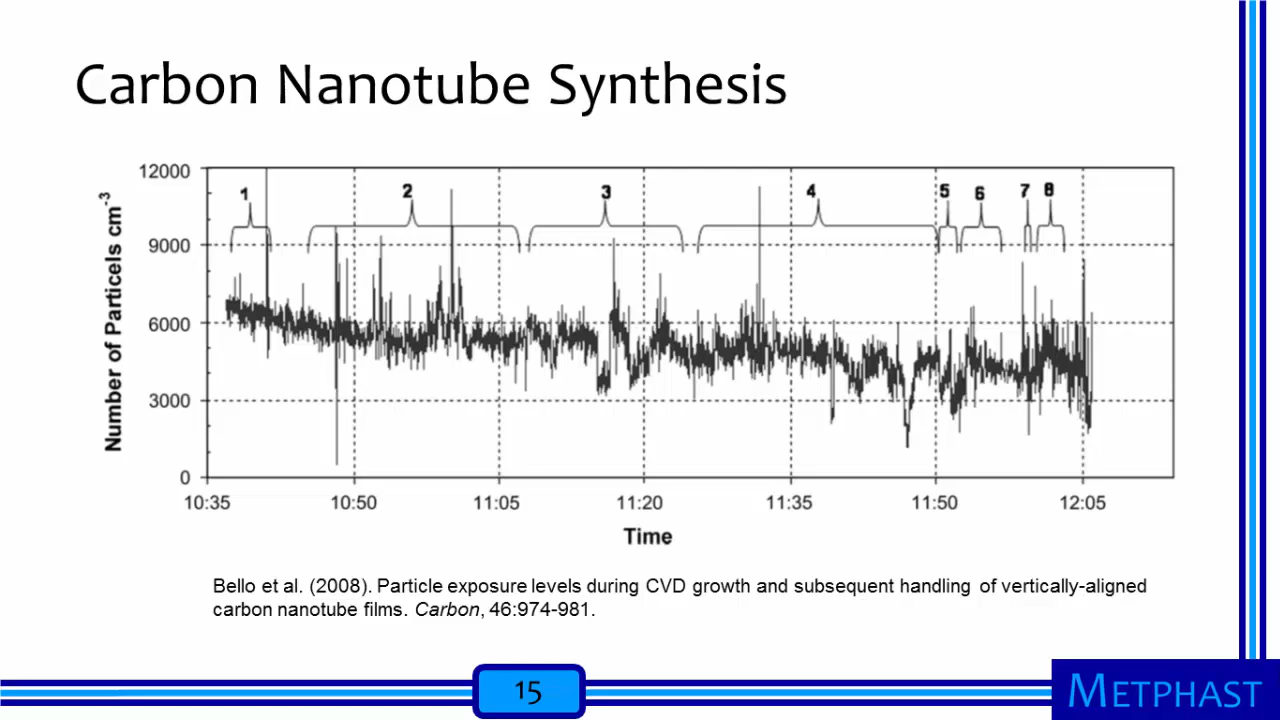 Carbon Nanotube Synthesis
Number of Particels cm-3
12000
9000
6000
3000
0
1 2 3 4 5 6 7 8
10:35 10:50 11:05 11:20 11:35 11:50 12:05
Time
Bello et al. (2008). Particle exposure levels during CVD growth and subsequent handling of vertically-aligned
carbon nanotube films. Carbon, 46:974-981.
15
METPHAST